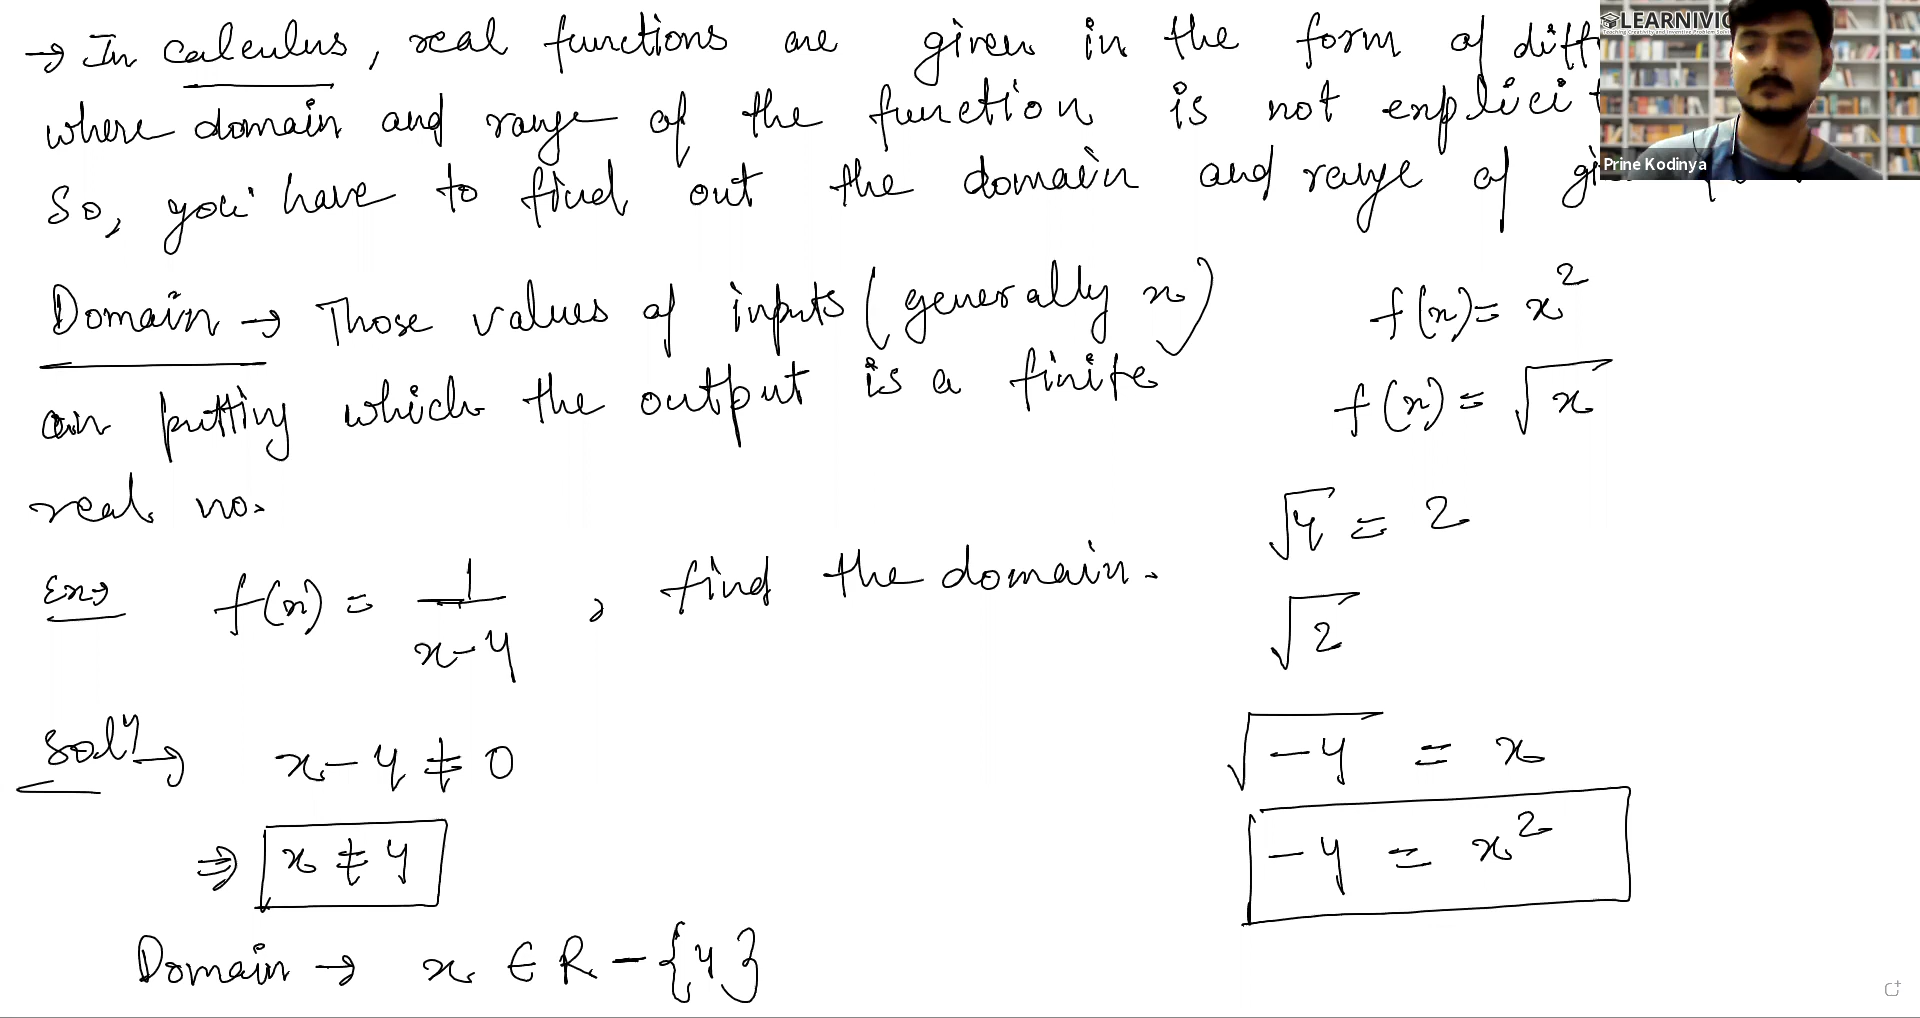 → In calculus, real functions are given in the form of diff
where domain and range of the function is not explicit
So, you have to find out the domain and range of gi
Domain → Those values of inputs (generally x)
on putting which the output is a finite
real no.
Ex→ f(x) = 1/(x-4) , find the domain.
Solⁿ→ x-4 ≠ 0
⇒ x ≠ 4
Domain → x ∈ R - {4}
f(x) = x²
f(x) = √x
√4 = 2
√2
√-4 = x
-4 = x²
LEARNIVI
Prine Kodinya